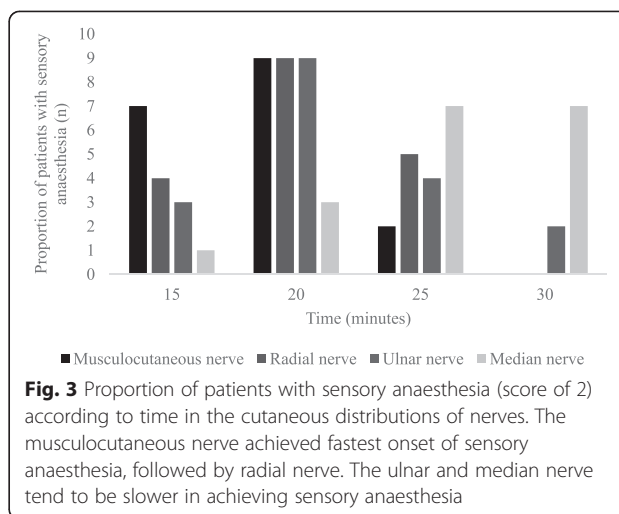 10
9
8
7
6
5
4
3
2
1
0
Proportion of patients with sensory
anaesthesia (n)
15 20 25 30
Time (minutes)
■ Musculocutaneous nerve ■ Radial nerve ■ Ulnar nerve ■ Median nerve
Fig. 3 Proportion of patients with sensory anaesthesia (score of 2)
according to time in the cutaneous distributions of nerves. The
musculocutaneous nerve achieved fastest onset of sensory
anaesthesia, followed by radial nerve. The ulnar and median nerve
tend to be slower in achieving sensory anaesthesia